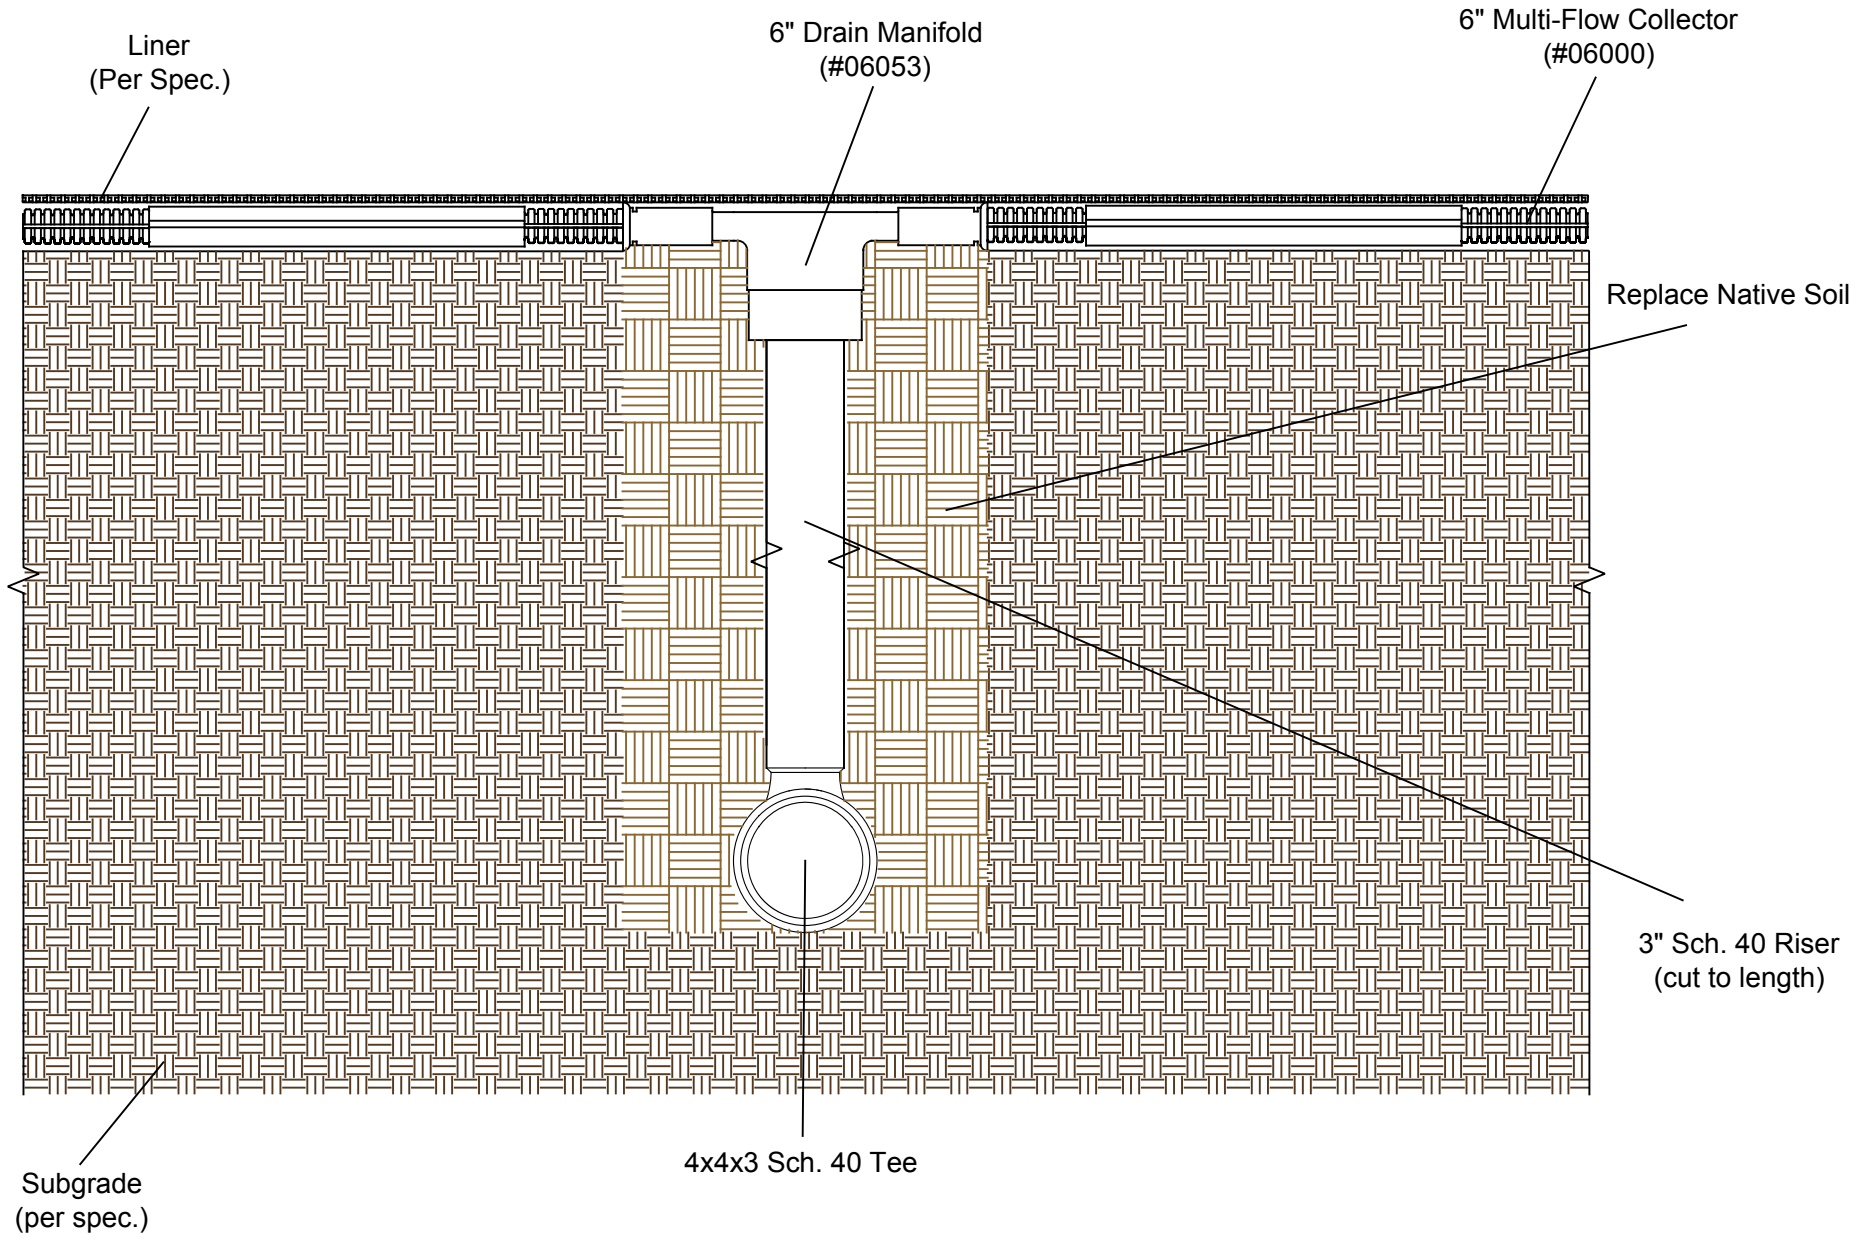 Liner
(Per Spec.)
6" Drain Manifold
(#06053)
6" Multi-Flow Collector
(#06000)
Replace Native Soil
3" Sch. 40 Riser
(cut to length)
4x4x3 Sch. 40 Tee
Subgrade
(per spec.)